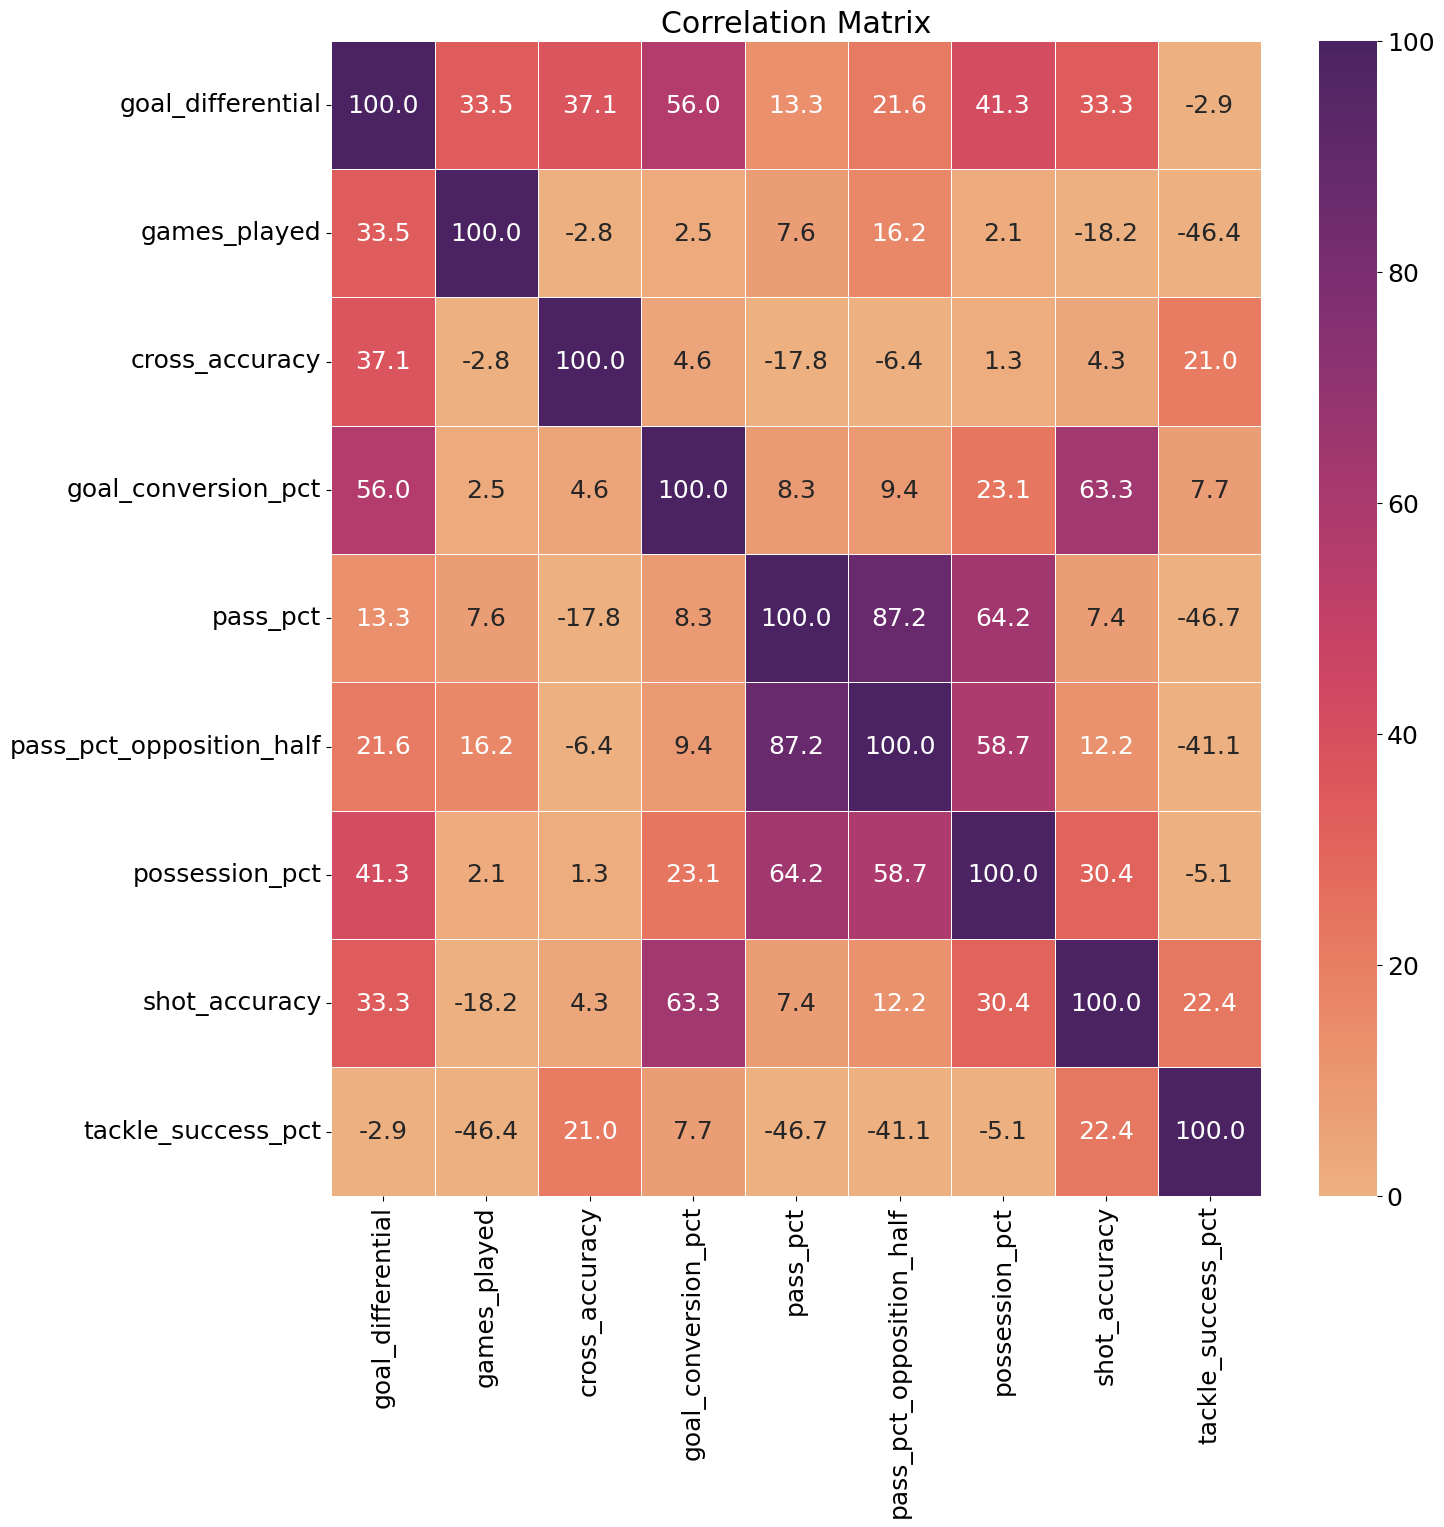 Correlation Matrix
goal_differential 100.0 33.5 37.1 56.0 13.3 21.6 41.3 33.3 -2.9
games_played 33.5 100.0 -2.8 2.5 7.6 16.2 2.1 -18.2 -46.4
cross_accuracy 37.1 -2.8 100.0 4.6 -17.8 -6.4 1.3 4.3 21.0
goal_conversion_pct 56.0 2.5 4.6 100.0 8.3 9.4 23.1 63.3 7.7
pass_pct 13.3 7.6 -17.8 8.3 100.0 87.2 64.2 7.4 -46.7
pass_pct_opposition_half 21.6 16.2 -6.4 9.4 87.2 100.0 58.7 12.2 -41.1
possession_pct 41.3 2.1 1.3 23.1 64.2 58.7 100.0 30.4 -5.1
shot_accuracy 33.3 -18.2 4.3 63.3 7.4 12.2 30.4 100.0 22.4
tackle_success_pct -2.9 -46.4 21.0 7.7 -46.7 -41.1 -5.1 22.4 100.0
goal_differential
games_played
cross_accuracy
goal_conversion_pct
pass_pct
pass_pct_opposition_half
possession_pct
shot_accuracy
tackle_success_pct
100
80
60
40
20
0